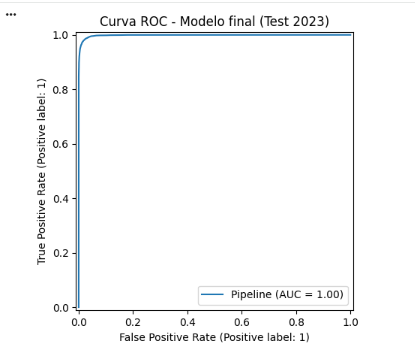 ...
Curva ROC - Modelo final (Test 2023)
1.0
0.8
0.6
0.4
0.2
0.0
True Positive Rate (Positive label: 1)
Pipeline (AUC = 1.00)
0.0 0.2 0.4 0.6 0.8 1.0
False Positive Rate (Positive label: 1)